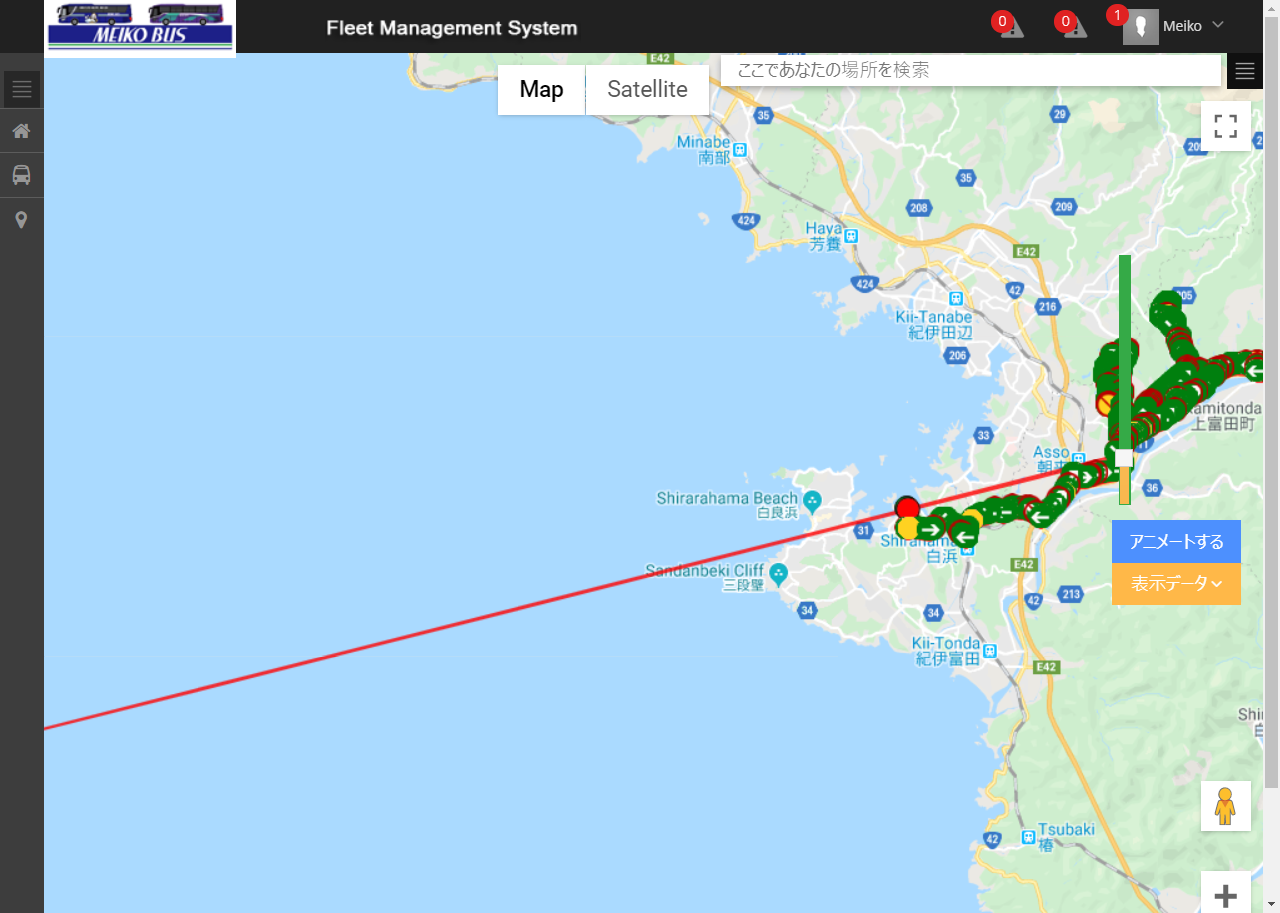 MEIKO BUS
Fleet Management System
0
0
1
Meiko
E42
Map
Satellite
ここであなたの場所を検索
35
29
Minabe
南部
35
208
209
424
Haya
芳養
E42
424
42
216
205
Kii-Tanabe
紀伊田辺
206
amitonda
上富田町
33
Asso
36
Shirarahama Beach
白良浜
31
白浜
Sandanbeki Cliff
三段壁
E42
アニメートする
表示データ
34
34
42
213
Kii-Tonda
紀伊富田
E42
Shi
Tsubaki
椿
42